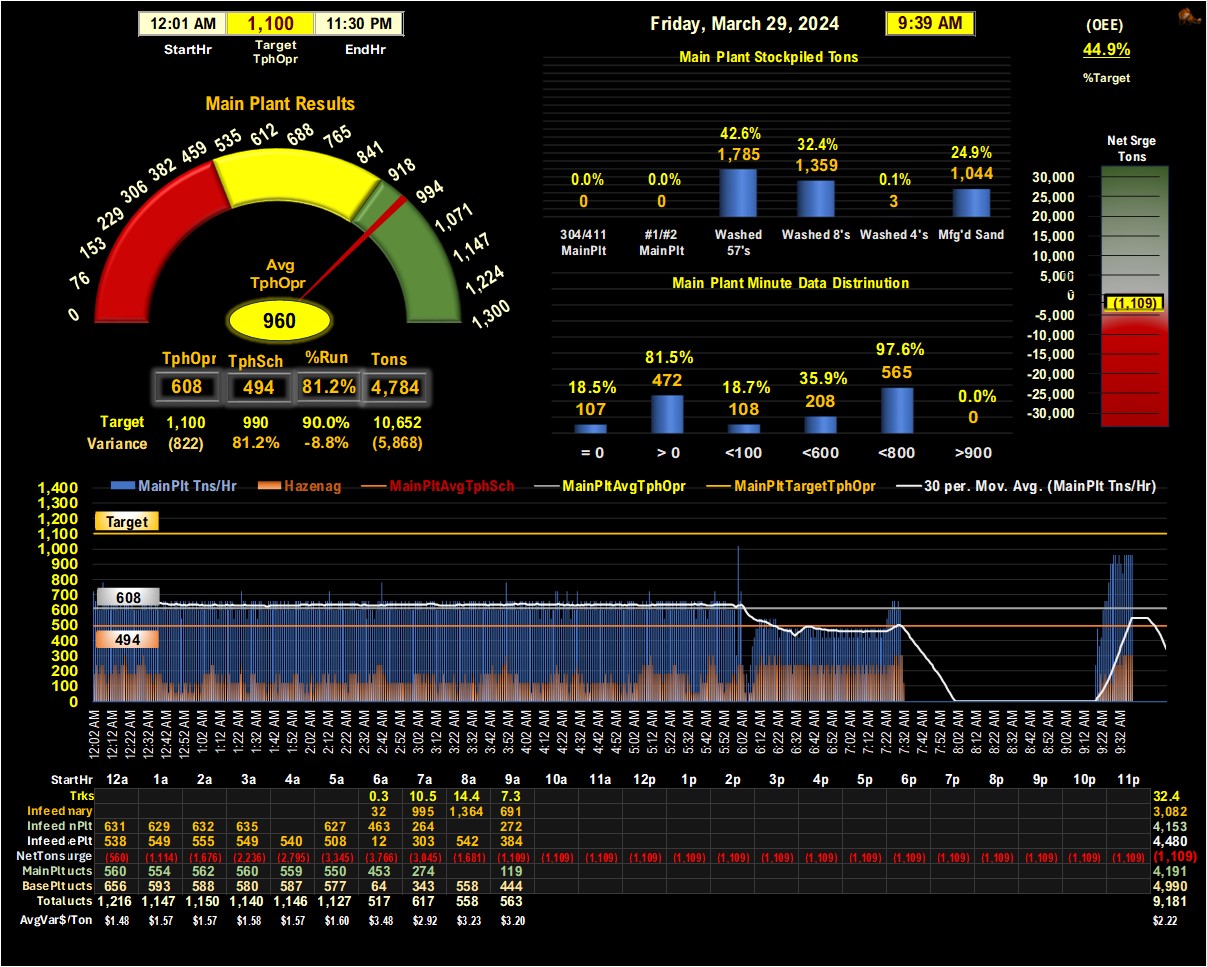 12:01 AM 1,100 11:30 PM
StartHr Target TphOpr EndHr
Friday, March 29, 2024 9:39 AM
(OEE)
44.9%
%Target
Main Plant Results
0 76 153 229 306 382 459 535 612 688 765 841 918 994 1,071 1,147 1,224 1,300
Avg
TphOpr
960
TphOpr TphSch %Run Tons
608 494 81.2% 4,784
Target 1,100 990 90.0% 10,652
Variance (822) 81.2% -8.8% (5,868)
Main Plant Stockpiled Tons
0.0% 0.0% 42.6% 32.4% 0.1% 24.9%
0 0 1,785 1,359 3 1,044
304/411 MainPlt #1/#2 MainPlt Washed 57's Washed 8's Washed 4's Mfg'd Sand
Main Plant Minute Data Distrinution
18.5% 81.5% 18.7% 35.9% 97.6% 0.0%
107 472 108 208 565 0
= 0 > 0 <100 <600 <800 >900
Net Srge
Tons
30,000
25,000
20,000
15,000
10,000
5,000
0
(1,109)
-5,000
-10,000
-15,000
-20,000
-25,000
-30,000
MainPlt Tns/Hr Hazenag MainPltAvgTphSch MainPltAvgTphOpr MainPltTargetTphOpr 30 per. Mov. Avg. (MainPlt Tns/Hr)
1,400
1,300
1,200
1,100
1,000
900
800
700
600
500
400
300
200
100
0
Target
608
494
12:02 AM 12:12 AM 12:22 AM 12:32 AM 12:42 AM 12:52 AM 1:02 AM 1:12 AM 1:22 AM 1:32 AM 1:42 AM 1:52 AM 2:02 AM 2:12 AM 2:22 AM 2:32 AM 2:42 AM 2:52 AM 3:02 AM 3:12 AM 3:22 AM 3:32 AM 3:42 AM 3:52 AM 4:02 AM 4:12 AM 4:22 AM 4:32 AM 4:42 AM 4:52 AM 5:02 AM 5:12 AM 5:22 AM 5:32 AM 5:42 AM 5:52 AM 6:02 AM 6:12 AM 6:22 AM 6:32 AM 6:42 AM 6:52 AM 7:02 AM 7:12 AM 7:22 AM 7:32 AM 7:42 AM 7:52 AM 8:02 AM 8:12 AM 8:22 AM 8:32 AM 8:42 AM 8:52 AM 9:02 AM 9:12 AM 9:22 AM 9:32 AM
StartHr 12a 1a 2a 3a 4a 5a 6a 7a 8a 9a 10a 11a 12p 1p 2p 3p 4p 5p 6p 7p 8p 9p 10p 11p
Trks 0.3 10.5 14.4 7.3 32.4
Infeed nary 32 995 1,364 691 3,082
Infeed nPlt 631 629 632 635 627 463 264 272 4,153
Infeed ePlt 538 549 555 549 540 508 12 303 542 384 4,480
NetTons urge (560) (1,114) (1,676) (2,236) (2,795) (3,345) (3,766) (3,045) (1,681) (1,109) (1,109) (1,109) (1,109) (1,109) (1,109) (1,109) (1,109) (1,109) (1,109) (1,109) (1,109) (1,109) (1,109) (1,109) (1,109)
MainPlt ucts 560 554 562 560 559 550 453 274 119 4,191
BasePlt ucts 656 593 588 580 587 577 64 343 558 444 4,990
Total ucts 1,216 1,147 1,150 1,140 1,146 1,127 517 617 558 563 9,181
AvgVar$/Ton $1.48 $1.57 $1.57 $1.58 $1.57 $1.60 $3.48 $2.92 $3.23 $3.20 $2.22